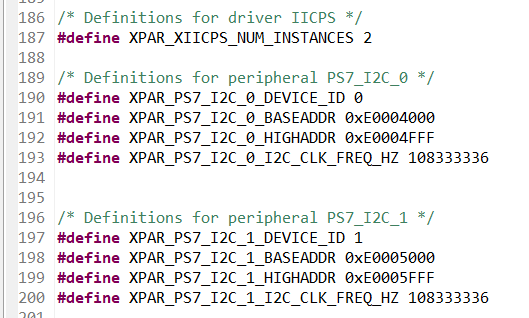 186 /* Definitions for driver IICPS */
187 #define XPAR_XIICPS_NUM_INSTANCES 2
188
189 /* Definitions for peripheral PS7_I2C_0 */
190 #define XPAR_PS7_I2C_0_DEVICE_ID 0
191 #define XPAR_PS7_I2C_0_BASEADDR 0xE0004000
192 #define XPAR_PS7_I2C_0_HIGHADDR 0xE0004FFF
193 #define XPAR_PS7_I2C_0_I2C_CLK_FREQ_HZ 108333336
194
195
196 /* Definitions for peripheral PS7_I2C_1 */
197 #define XPAR_PS7_I2C_1_DEVICE_ID 1
198 #define XPAR_PS7_I2C_1_BASEADDR 0xE0005000
199 #define XPAR_PS7_I2C_1_HIGHADDR 0xE0005FFF
200 #define XPAR_PS7_I2C_1_I2C_CLK_FREQ_HZ 108333336